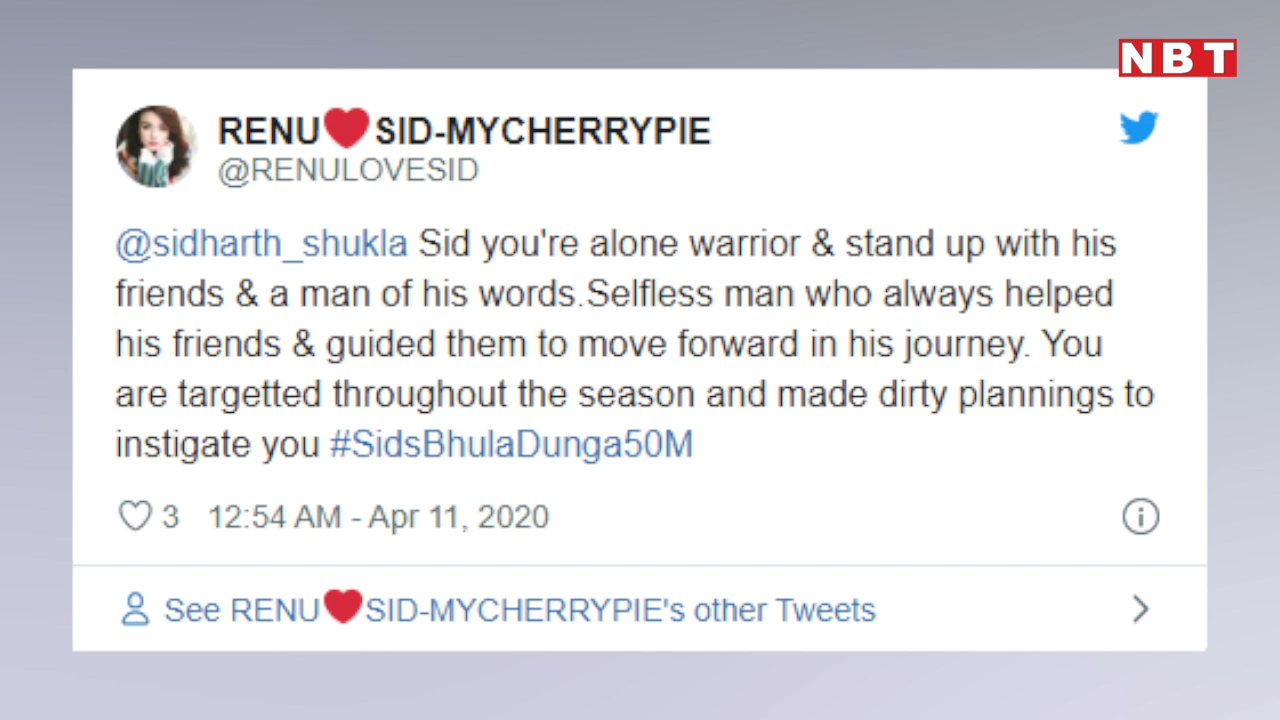 NBT
RENU❤️SID-MYCHERRYPIE
@RENULOVESID
@sidharth_shukla Sid you're alone warrior & stand up with his
friends & a man of his words.Selfless man who always helped
his friends & guided them to move forward in his journey. You
are targetted throughout the season and made dirty plannings to
instigate you #SidsBhulaDunga50M
3 12:54 AM - Apr 11, 2020
See RENU❤️SID-MYCHERRYPIE's other Tweets